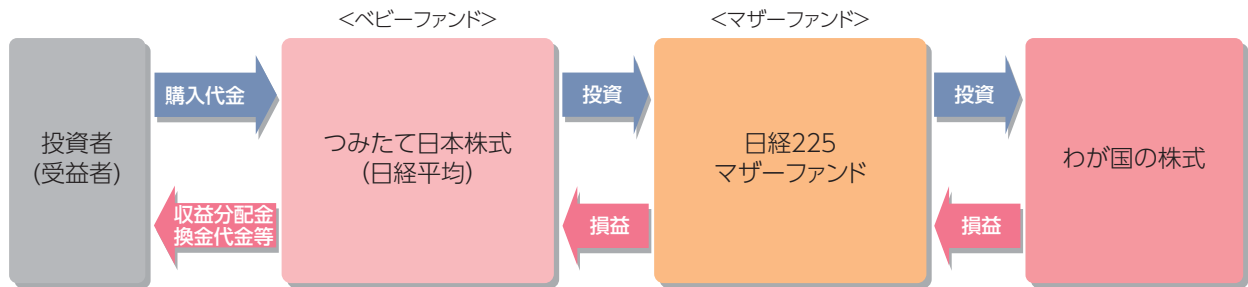 <ベビーファンド>
<マザーファンド>
投資者
(受益者)
購入代金
収益分配金
換金代金等
つみたて日本株式
(日経平均)
投資
損益
日経225
マザーファンド
投資
損益
わが国の株式